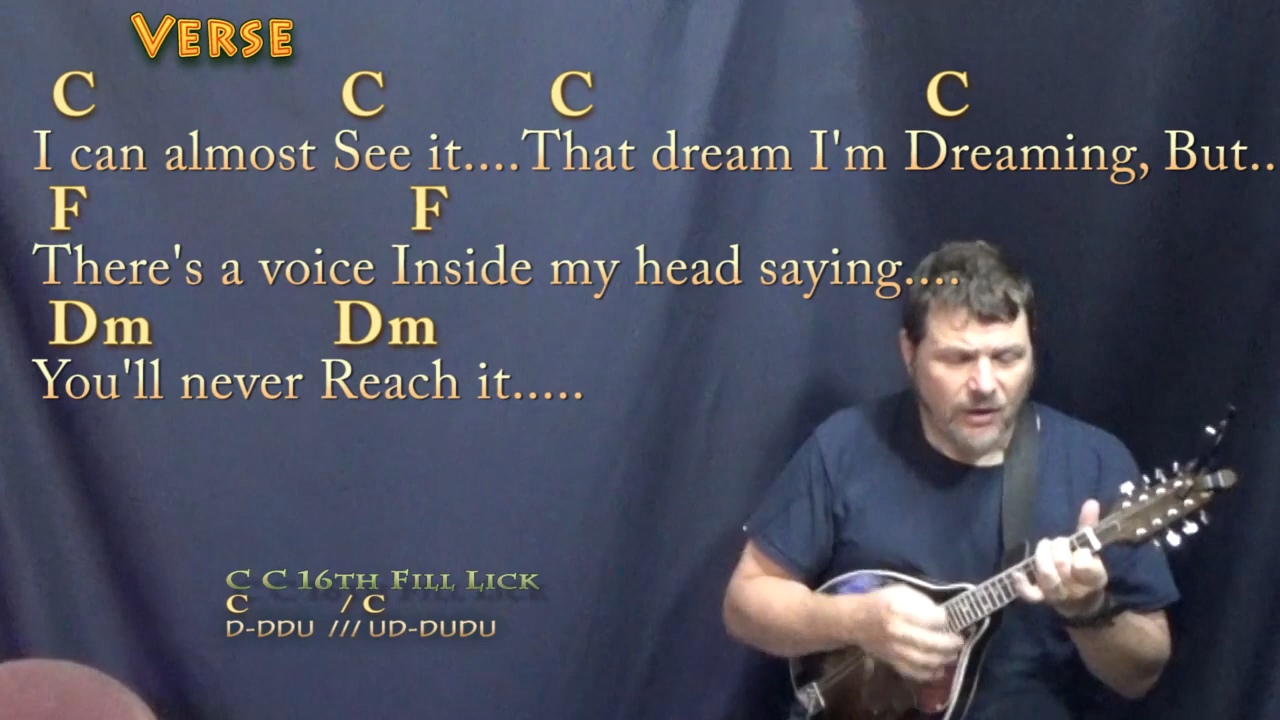 VERSE
C C C C
I can almost See it....That dream I'm Dreaming, But..
F F
There's a voice Inside my head saying....
Dm Dm
You'll never Reach it.....
C C 16TH FILL LICK
C / C
D-DDU /// UD-DUDU